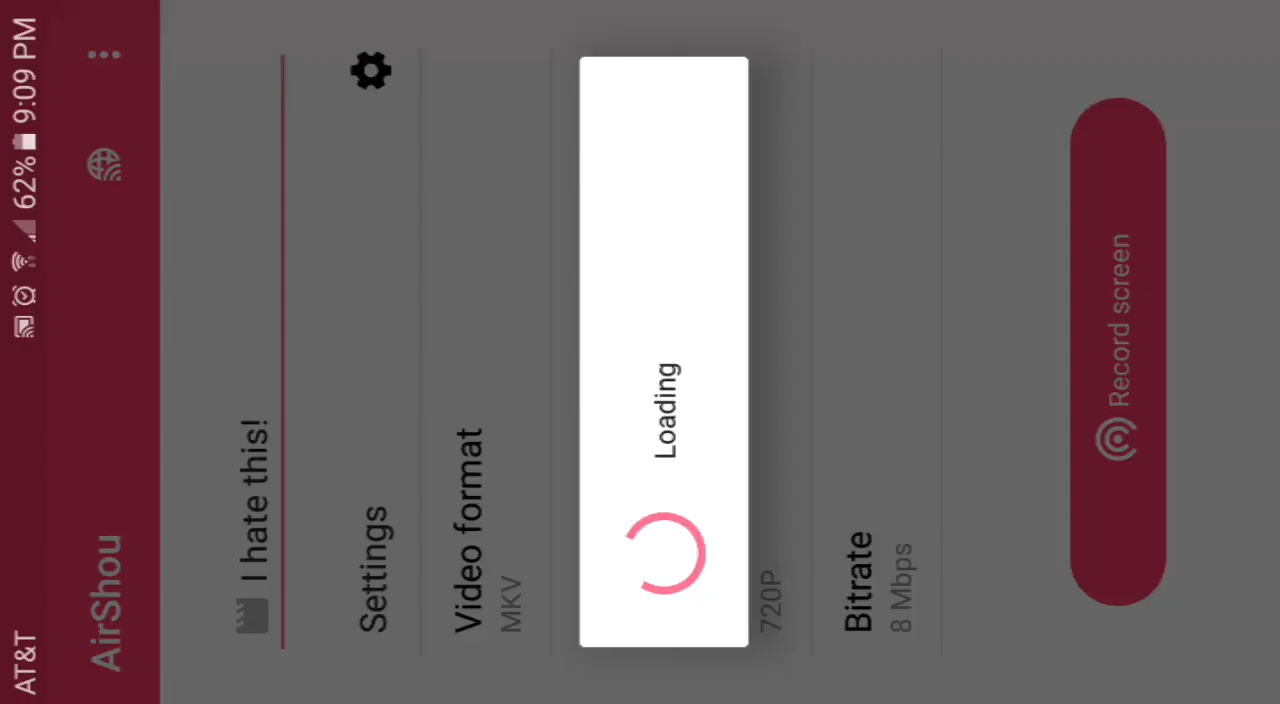 AT&T 62% 9:09 PM
AirShou
I hate this!
Settings
Video format
MKV
Loading
720P
Bitrate
8 Mbps
Record screen